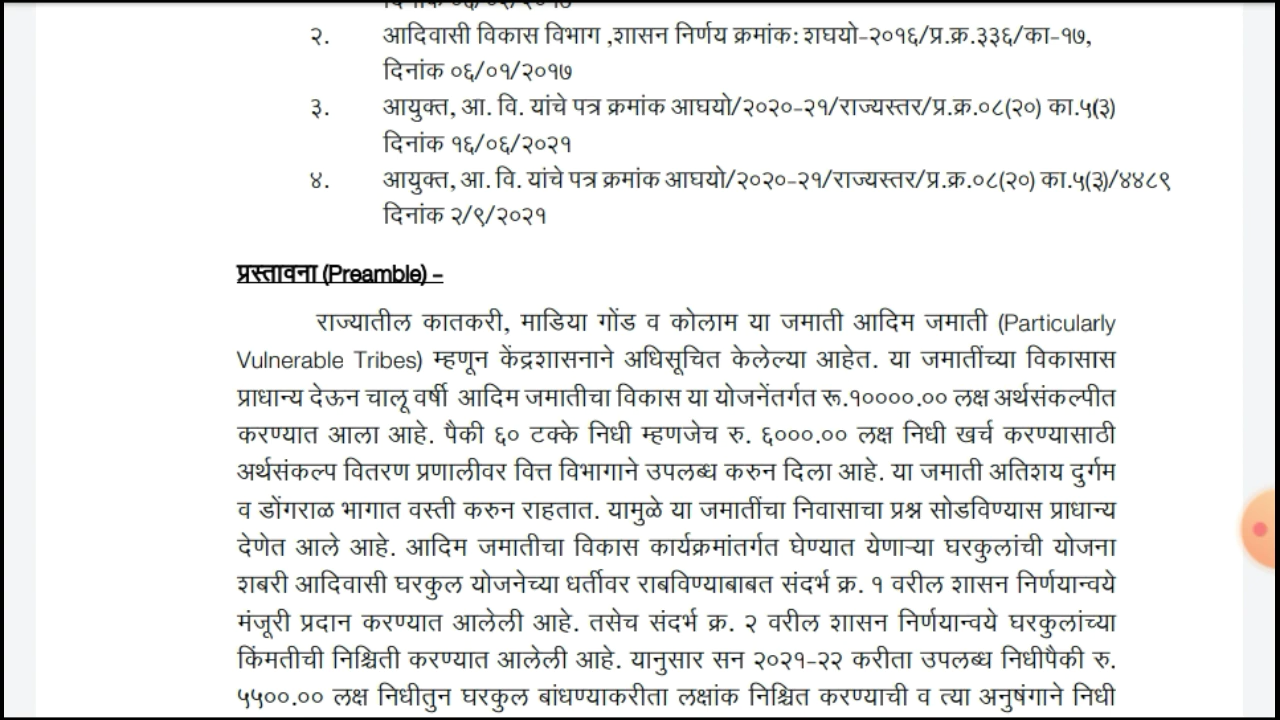 २. आदिवासी विकास विभाग ,शासन निर्णय क्रमांक: शघयो-२०१६/प्र.क्र.३३६/का-१७,
दिनांक ०६/०१/२०१७
३. आयुक्त, आ. वि. यांचे पत्र क्रमांक आघयो/२०२०-२१/राज्यस्तर/प्र.क्र.०८(२०) का.५(३)
दिनांक १६/०६/२०२१
४. आयुक्त, आ. वि. यांचे पत्र क्रमांक आघयो/२०२०-२१/राज्यस्तर/प्र.क्र.०८(२०) का.५(३)/४४८९
दिनांक २/९/२०२१
प्रस्तावना (Preamble) –
राज्यातील कातकरी, माडिया गोंड व कोलाम या जमाती आदिम जमाती (Particularly
Vulnerable Tribes) म्हणून केंद्रशासनाने अधिसूचित केलेल्या आहेत. या जमातींच्या विकासास
प्राधान्य देऊन चालू वर्षी आदिम जमातीचा विकास या योजनेंतर्गत रू.१००००.०० लक्ष अर्थसंकल्पीत
करण्यात आला आहे. पैकी ६० टक्के निधी म्हणजेच रु. ६०००.०० लक्ष निधी खर्च करण्यासाठी
अर्थसंकल्प वितरण प्रणालीवर वित्त विभागाने उपलब्ध करुन दिला आहे. या जमाती अतिशय दुर्गम
व डोंगराळ भागात वस्ती करुन राहतात. यामुळे या जमातींचा निवासाचा प्रश्न सोडविण्यास प्राधान्य
देणेत आले आहे. आदिम जमातीचा विकास कार्यक्रमांतर्गत घेण्यात येणाऱ्या घरकुलांची योजना
शबरी आदिवासी घरकुल योजनेच्या धर्तीवर राबविण्याबाबत संदर्भ क्र. १ वरील शासन निर्णयान्वये
मंजूरी प्रदान करण्यात आलेली आहे. तसेच संदर्भ क्र. २ वरील शासन निर्णयान्वये घरकुलांच्या
किंमतीची निश्चिती करण्यात आलेली आहे. यानुसार सन २०२१-२२ करीता उपलब्ध निधीपैकी रु.
५५००.०० लक्ष निधीतुन घरकुल बांधण्याकरीता लक्षांक निश्चित करण्याची व त्या अनुषंगाने निधी